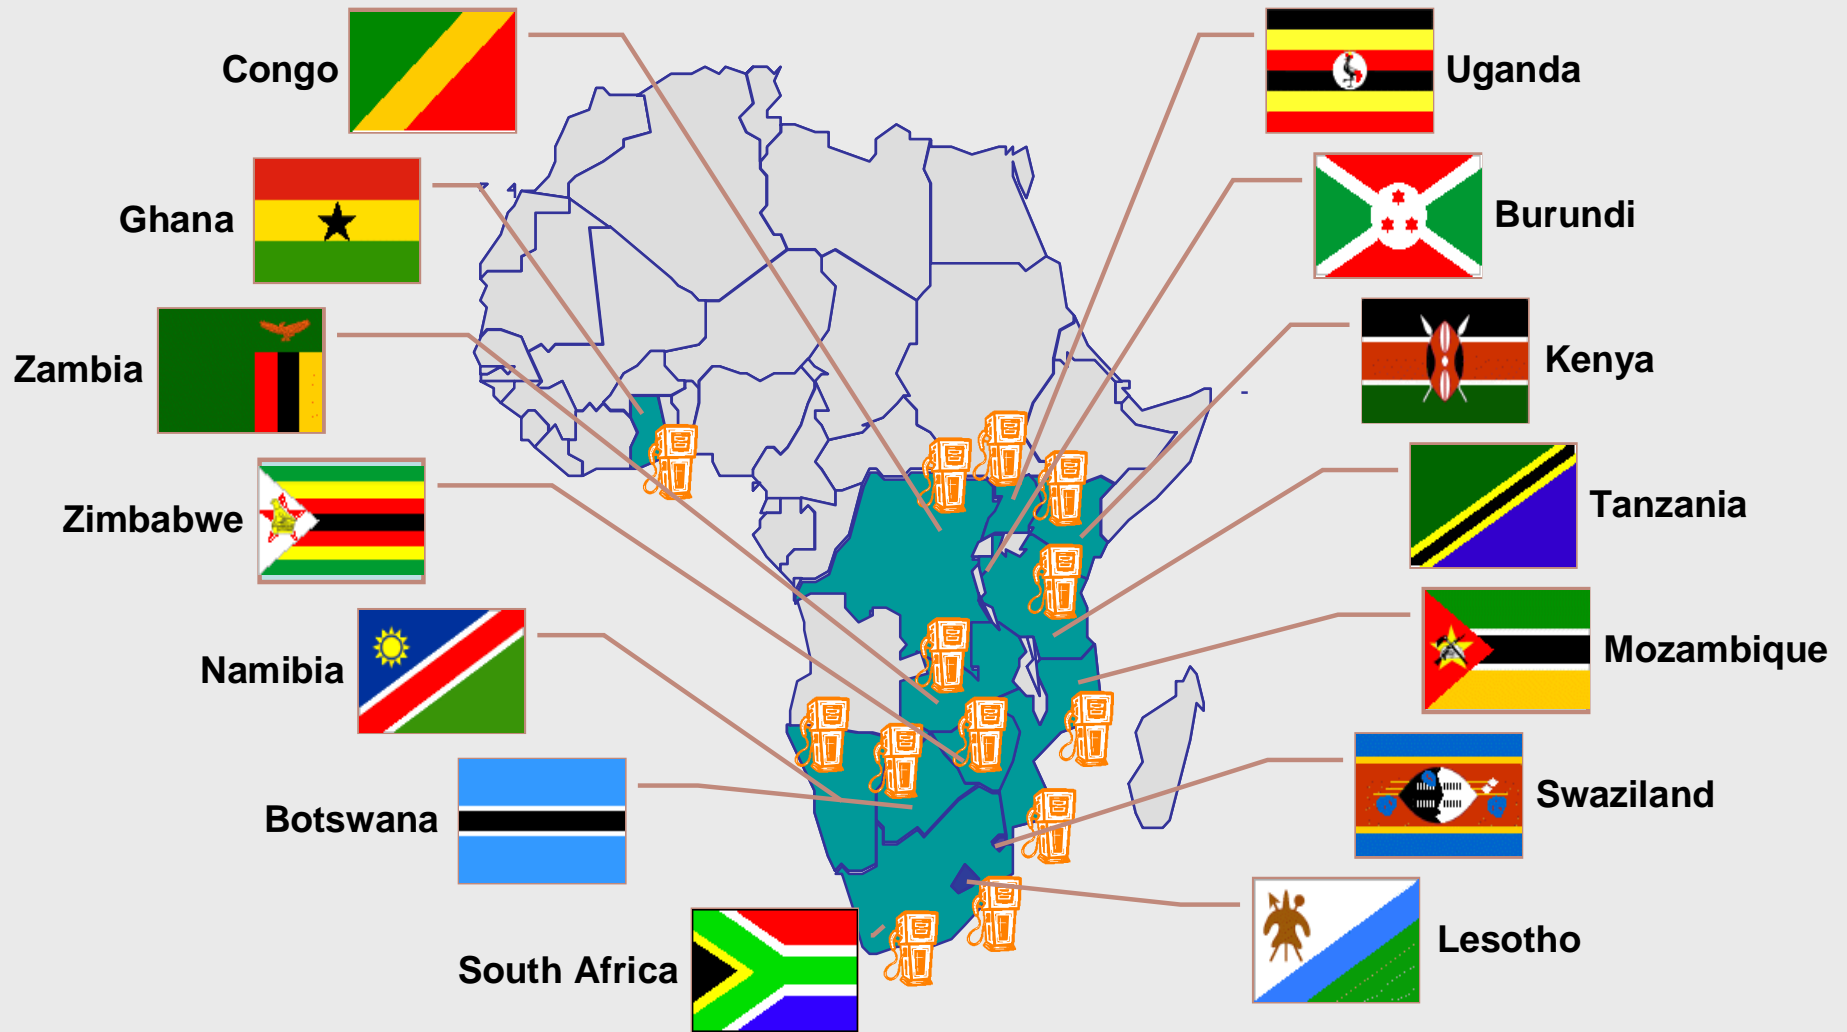 Congo
Uganda
Ghana
Burundi
Zambia
Kenya
Zimbabwe
Tanzania
Namibia
Mozambique
Botswana
Swaziland
South Africa
Lesotho